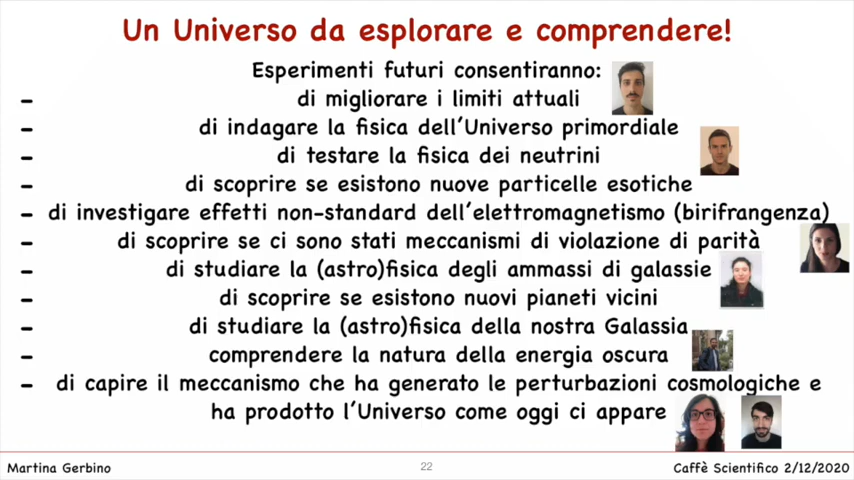 Un Universo da esplorare e comprendere!
Esperimenti futuri consentiranno:
- di migliorare i limiti attuali
- di indagare la fisica dell'Universo primordiale
- di testare la fisica dei neutrini
- di scoprire se esistono nuove particelle esotiche
- di investigare effetti non-standard dell'elettromagnetismo (birifrangenza)
- di scoprire se ci sono stati meccanismi di violazione di parità
- di studiare la (astro)fisica degli ammassi di galassie
- di scoprire se esistono nuovi pianeti vicini
- di studiare la (astro)fisica della nostra Galassia
- comprendere la natura della energia oscura
- di capire il meccanismo che ha generato le perturbazioni cosmologiche e
ha prodotto l'Universo come oggi ci appare
Martina Gerbino
22
Caffè Scientifico 2/12/2020